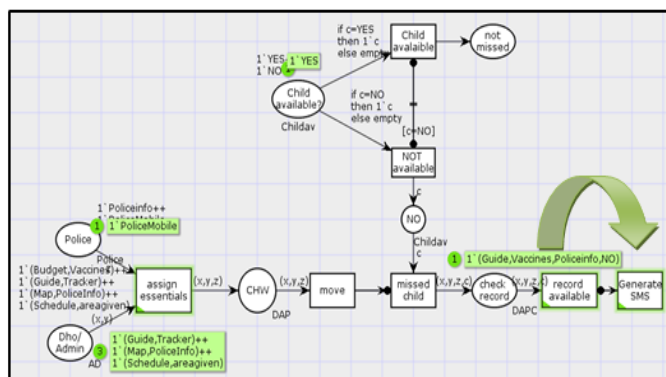 if c=YES
then 1`c
else empty
Child
avalaible
not
missed
1`YES
1`NO
1`YES
Child
available?
Childav
if c=NO
then 1`c
else empty
[c=NO]
NOT
available
c
NO
Childav
c
1`Policeinfo++
1`PoliceMobile
Police
1
1`PoliceMobile
Police
1`(Budget,Vaccines)++
1`(Guide,Tracker)++
1`(Map,PoliceInfo)++
1`(Schedule,areagiven)
(x,y)
Dho/
Admin
AD
3
1`(Guide,Tracker)++
1`(Map,PoliceInfo)++
1`(Schedule,areagiven)
assign
essentials
(x,y,z)
CHW
DAP
(x,y,z)
move
missed
child
(x,y,z,c)
1
1`(Guide,Vaccines,Policeinfo,NO)
check
record
DAPC
(x,y,z,c)
record
available
Generate
SMS